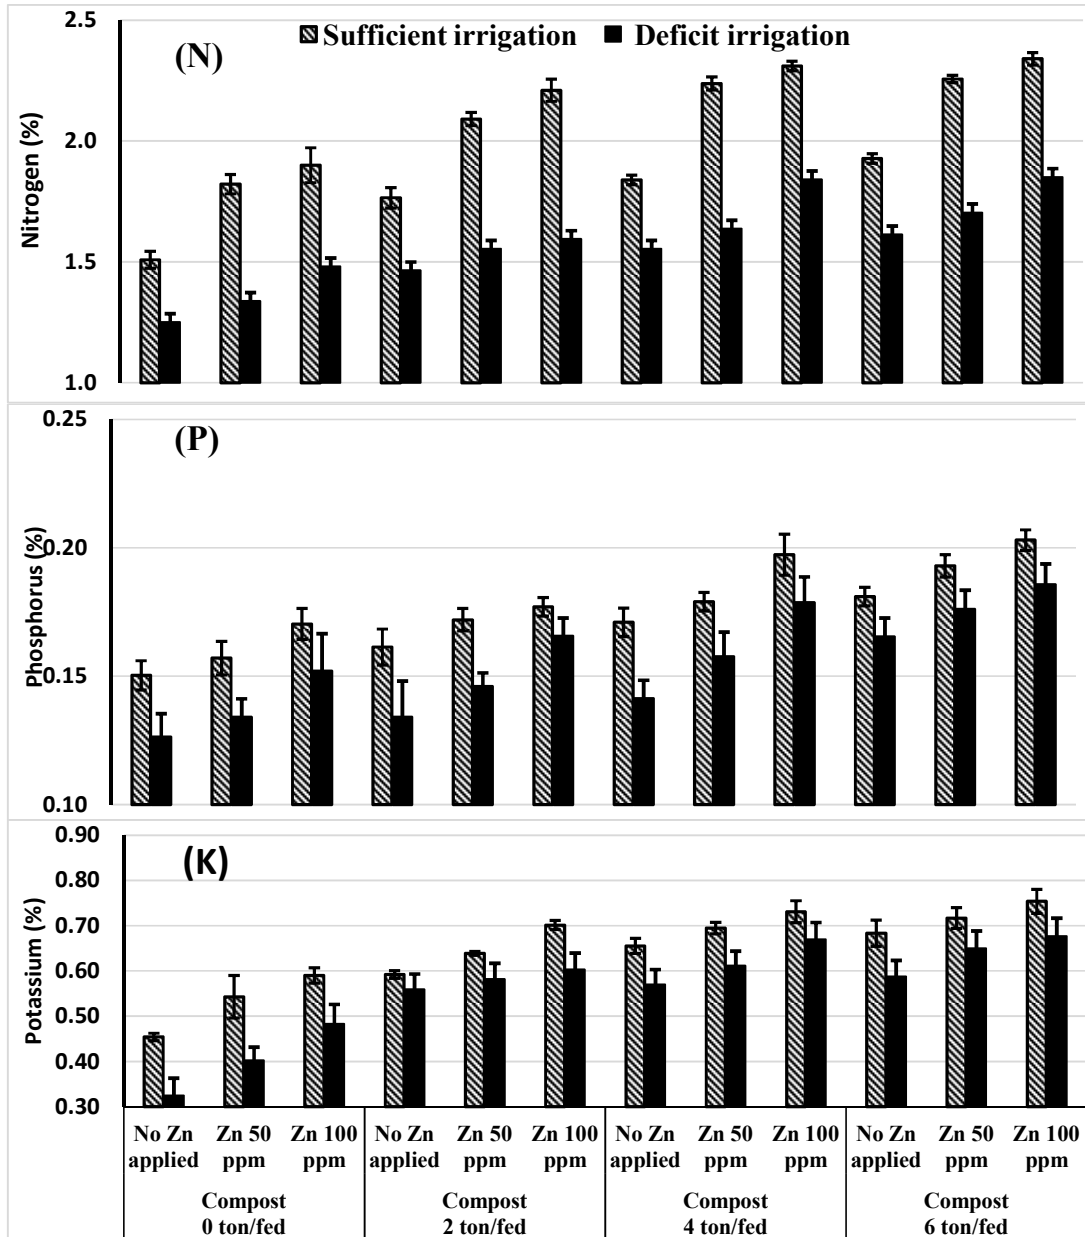 2.5
2.0
1.5
1.0
Nitrogen (%)
(N)
Sufficient irrigation
Deficit irrigation
0.25
0.20
0.15
0.10
Phosphorus (%)
(P)
0.90
0.80
0.70
0.60
0.50
0.40
0.30
Potassium (%)
(K)
No Zn Zn 50 Zn 100 No Zn Zn 50 Zn 100 No Zn Zn 50 Zn 100 No Zn Zn 50 Zn 100
applied ppm ppm applied ppm ppm applied ppm ppm applied ppm ppm
Compost Compost Compost Compost
0 ton/fed 2 ton/fed 4 ton/fed 6 ton/fed